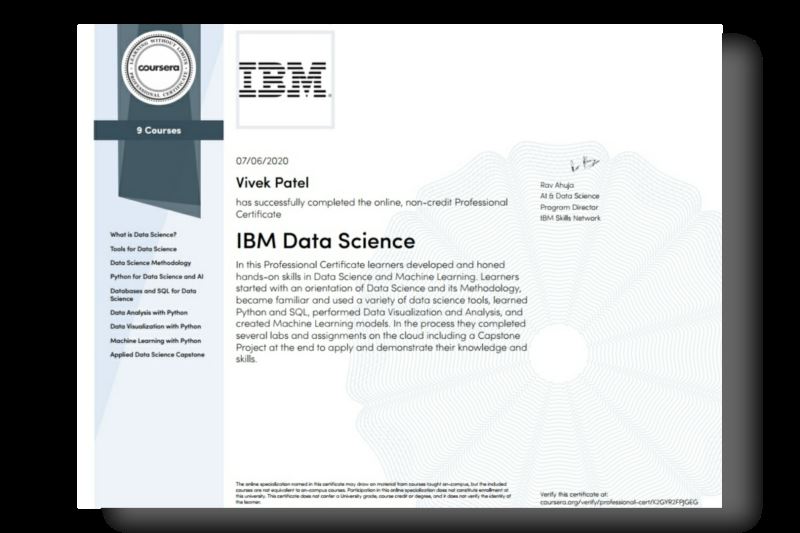 LEARNING WITHOUT LIMITS
coursera
PROFESSIONAL CERTIFICATE
9 Courses
What is Data Science?
Tools for Data Science
Data Science Methodology
Python for Data Science and AI
Databases and SQL for Data
Science
Data Analysis with Python
Data Visualization with Python
Machine Learning with Python
Applied Data Science Capstone
IBM
07/06/2020
Vivek Patel
has successfully completed the online, non-credit Professional
Certificate
IBM Data Science
In this Professional Certificate learners developed and honed
hands-on skills in Data Science and Machine Learning. Learners
started with an orientation of Data Science and its Methodology,
became familiar and used a variety of data science tools, learned
Python and SQL, performed Data Visualization and Analysis, and
created Machine Learning models. In the process they completed
several labs and assignments on the cloud including a Capstone
Project at the end to apply and demonstrate their knowledge and
skills.
Rav Ahuja
AI & Data Science
Program Director
IBM Skills Network
The online specialization named in this certificate may draw on material from courses taught on-campus, but the included
courses are not equivalent to on-campus courses. Participation in this online specialization does not constitute enrollment at
this university. This certificate does not confer a University grade, course credit or degree, and it does not verify the identity of
the learner.
Verify this certificate at:
coursera.org/verify/professional-cert/X2GYR2FPJGEG